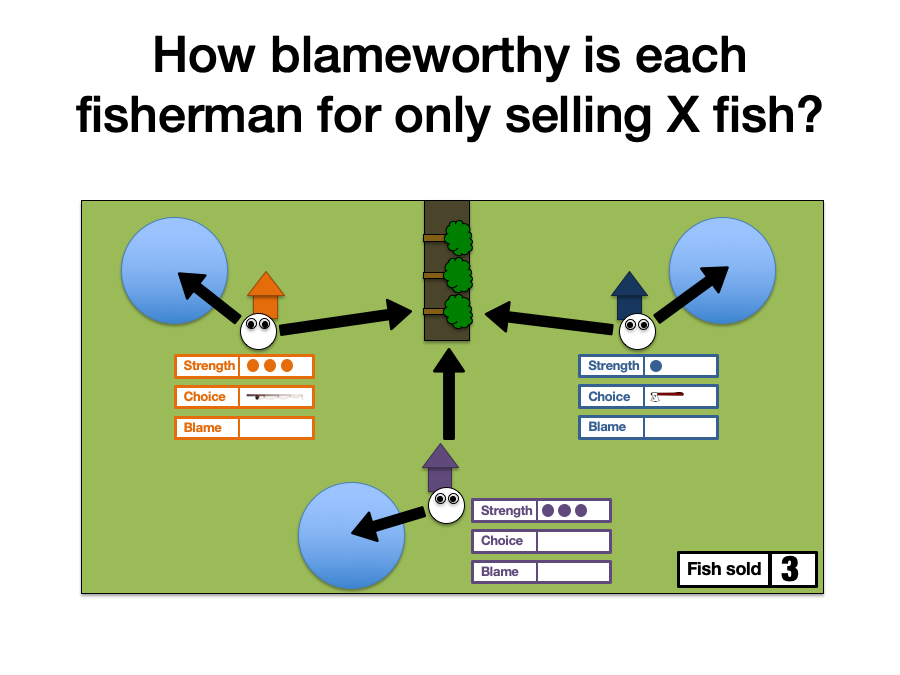 How blameworthy is each
fisherman for only selling X fish?
Strength
Choice
Blame
Strength
Choice
Blame
Strength
Choice
Blame
Fish sold 3